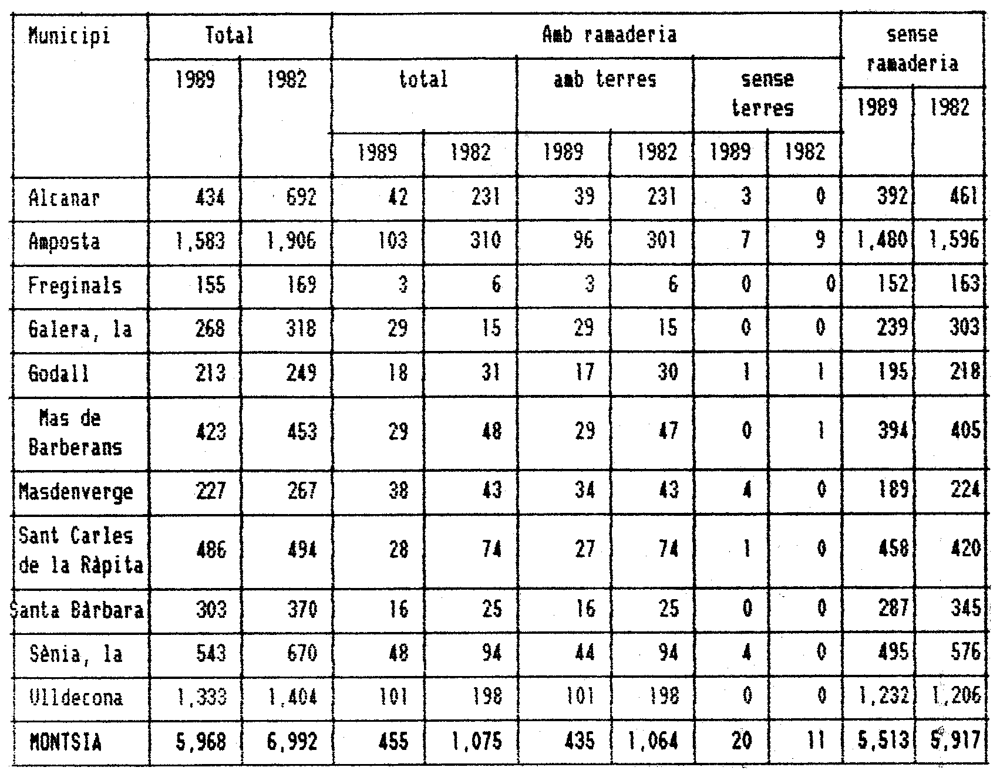 Municipi Total Amb ramaderia sense
ramaderia
1989 1982 total amb terres sense
terres 1989 1982
1989 1982 1989 1982 1989 1982
Alcanar 434 692 42 231 39 231 3 0 392 461
Amposta 1,583 1,906 103 310 96 301 7 9 1,480 1,596
Freginals 155 169 3 6 3 6 0 0 152 163
Galera, la 268 318 29 15 29 15 0 0 239 303
Godall 213 249 18 31 17 30 1 1 195 218
Mas de
Barberans 423 453 29 48 29 47 0 1 394 405
Masdenverge 227 267 38 43 34 43 4 0 189 224
Sant Carles
de la Ràpita 486 494 28 74 27 74 1 0 458 420
Santa Bàrbara 303 370 16 25 16 25 0 0 287 345
Sènia, la 543 670 48 94 44 94 4 0 495 576
Ulldecona 1,333 1,404 101 198 101 198 0 0 1,232 1,206
MONTSIA 5,968 6,992 455 1,075 435 1,064 20 11 5,513 5,917